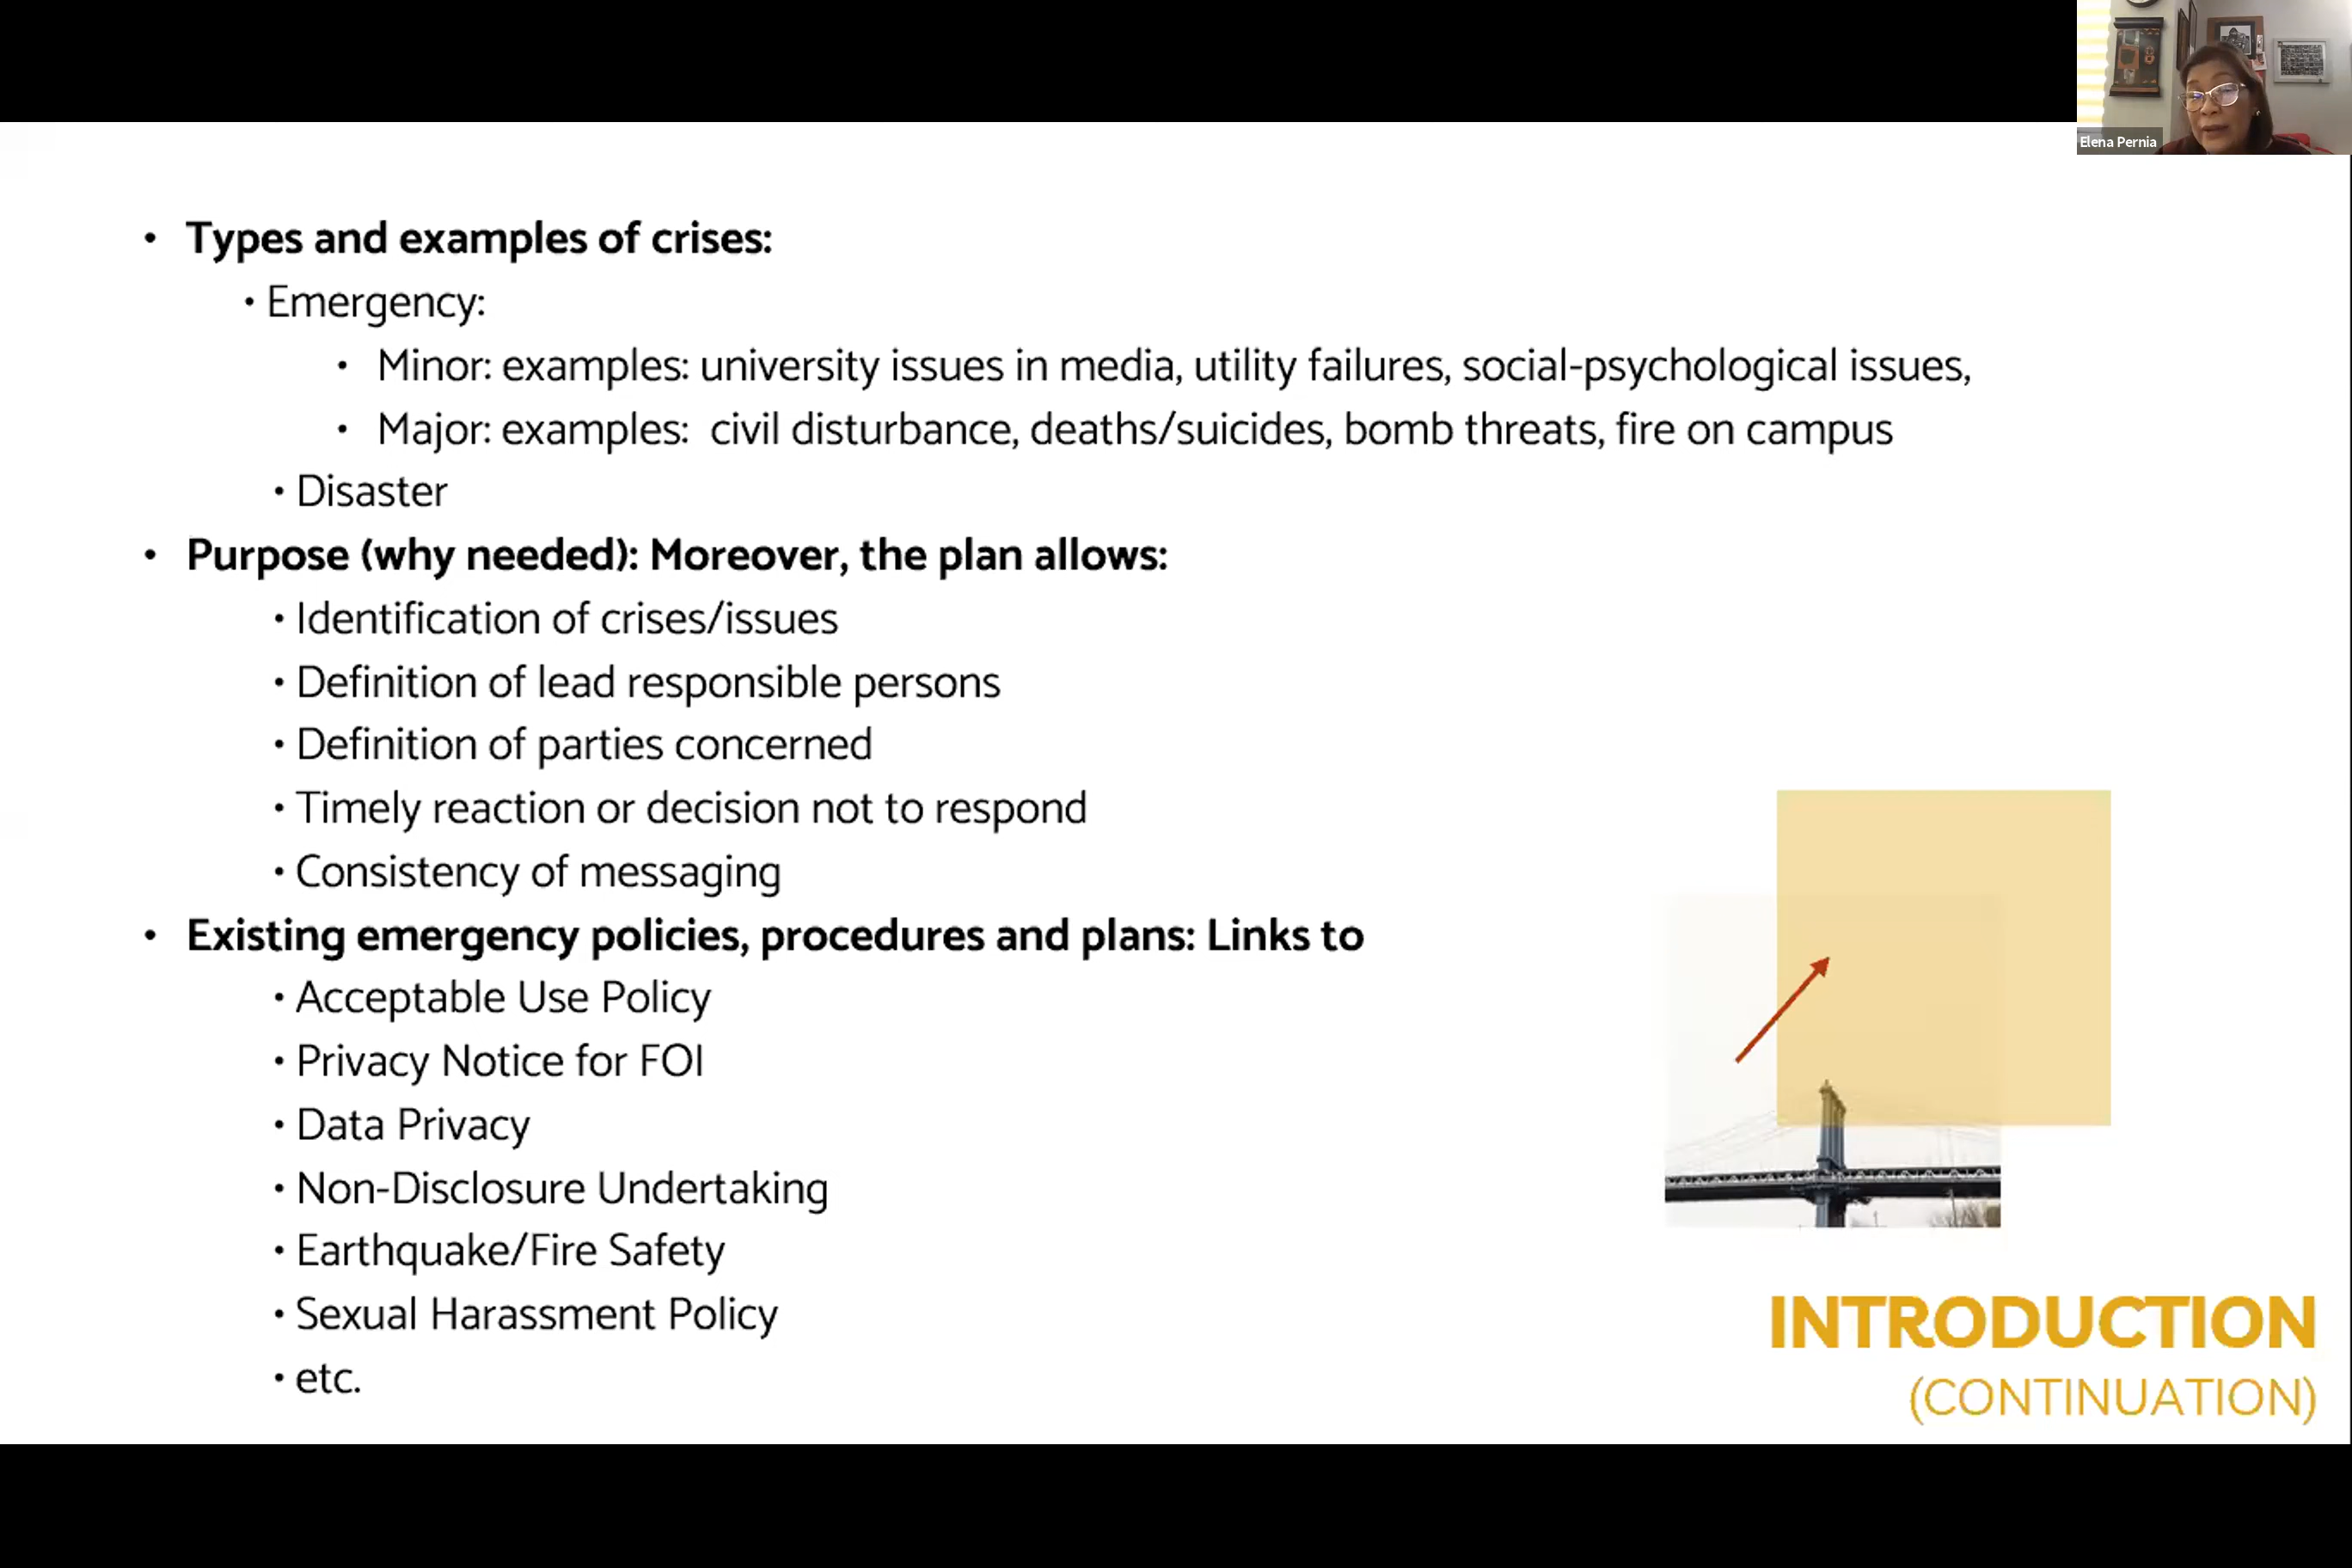 Elena Pernia
• Types and examples of crises:
• Emergency:
• Minor: examples: university issues in media, utility failures, social-psychological issues,
• Major: examples: civil disturbance, deaths/suicides, bomb threats, fire on campus
• Disaster
• Purpose (why needed): Moreover, the plan allows:
• Identification of crises/issues
• Definition of lead responsible persons
• Definition of parties concerned
• Timely reaction or decision not to respond
• Consistency of messaging
• Existing emergency policies, procedures and plans: Links to
• Acceptable Use Policy
• Privacy Notice for FOI
• Data Privacy
• Non-Disclosure Undertaking
• Earthquake/Fire Safety
• Sexual Harassment Policy
• etc.
INTRODUCTION
(CONTINUATION)